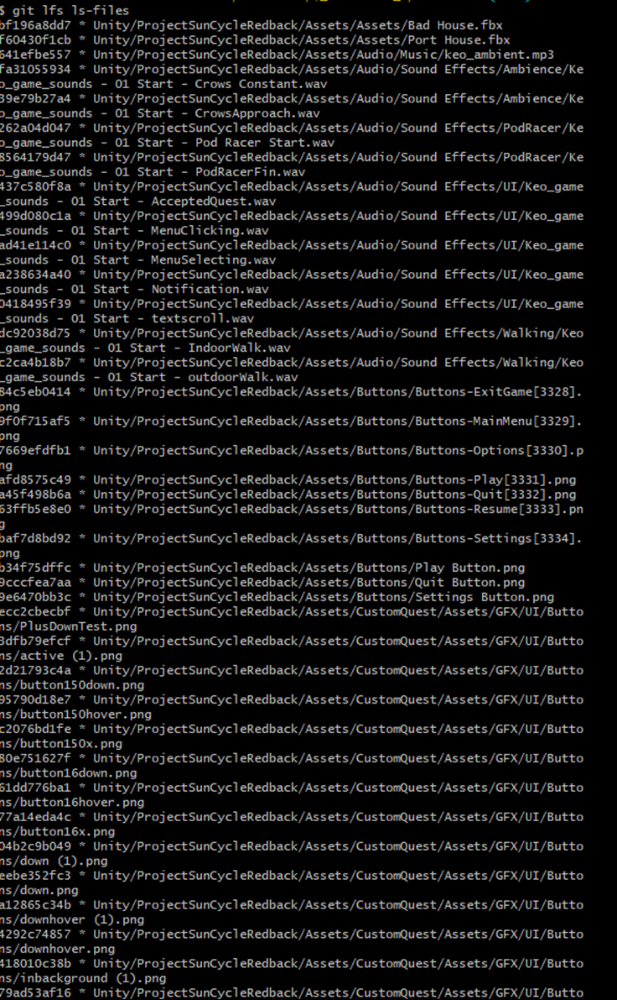 $ git lfs ls-files
bf196a8dd7 * Unity/ProjectSunCycleRedback/Assets/Assets/Bad House.fbx
f60430f1cb * Unity/ProjectSunCycleRedback/Assets/Assets/Port House.fbx
641efbe557 * Unity/ProjectSunCycleRedback/Assets/Audio/Music/keo_ambient.mp3
fa31055934 * Unity/ProjectSunCycleRedback/Assets/Audio/Sound Effects/Ambience/Ke
o_game_sounds - 01 Start - Crows Constant.wav
39e79b27a4 * Unity/ProjectSunCycleRedback/Assets/Audio/Sound Effects/Ambience/Ke
o_game_sounds - 01 Start - CrowsApproach.wav
262a04d047 * Unity/ProjectSunCycleRedback/Assets/Audio/Sound Effects/PodRacer/Ke
o_game_sounds - 01 Start - Pod Racer Start.wav
8564179d47 * Unity/ProjectSunCycleRedback/Assets/Audio/Sound Effects/PodRacer/Ke
o_game_sounds - 01 Start - PodRacerFin.wav
437c580f8a * Unity/ProjectSunCycleRedback/Assets/Audio/Sound Effects/UI/Keo_game
_sounds - 01 Start - AcceptedQuest.wav
499d080c1a * Unity/ProjectSunCycleRedback/Assets/Audio/Sound Effects/UI/Keo_game
_sounds - 01 Start - MenuClicking.wav
ad41e114c0 * Unity/ProjectSunCycleRedback/Assets/Audio/Sound Effects/UI/Keo_game
_sounds - 01 Start - MenuSelecting.wav
a238634a40 * Unity/ProjectSunCycleRedback/Assets/Audio/Sound Effects/UI/Keo_game
_sounds - 01 Start - Notification.wav
0418495f39 * Unity/ProjectSunCycleRedback/Assets/Audio/Sound Effects/UI/Keo_game
_sounds - 01 Start - textscroll.wav
dc92038d75 * Unity/ProjectSunCycleRedback/Assets/Audio/Sound Effects/Walking/Keo
_game_sounds - 01 Start - IndoorWalk.wav
c2ca4b18b7 * Unity/ProjectSunCycleRedback/Assets/Audio/Sound Effects/Walking/Keo
_game_sounds - 01 Start - outdoorWalk.wav
84c5eb0414 * Unity/ProjectSunCycleRedback/Assets/Buttons/Buttons-ExitGame[3328].
png
9f0f715af5 * Unity/ProjectSunCycleRedback/Assets/Buttons/Buttons-MainMenu[3329].
png
7669efdfb1 * Unity/ProjectSunCycleRedback/Assets/Buttons/Buttons-Options[3330].p
ng
afd8575c49 * Unity/ProjectSunCycleRedback/Assets/Buttons/Buttons-Play[3331].png
a45f498b6a * Unity/ProjectSunCycleRedback/Assets/Buttons/Buttons-Quit[3332].png
63ffb5e8e0 * Unity/ProjectSunCycleRedback/Assets/Buttons/Buttons-Resume[3333].pn
g
baf7d8bd92 * Unity/ProjectSunCycleRedback/Assets/Buttons/Buttons-Settings[3334].
png
b34f75dffc * Unity/ProjectSunCycleRedback/Assets/Buttons/Play Button.png
9cccfea7aa * Unity/ProjectSunCycleRedback/Assets/Buttons/Quit Button.png
9e6470bb3c * Unity/ProjectSunCycleRedback/Assets/Buttons/Settings Button.png
ecc2cbecbf * Unity/ProjectSunCycleRedback/Assets/CustomQuest/Assets/GFX/UI/Butto
ns/PlusDownTest.png
3dfb79efcf * Unity/ProjectSunCycleRedback/Assets/CustomQuest/Assets/GFX/UI/Butto
ns/active (1).png
2d21793c4a * Unity/ProjectSunCycleRedback/Assets/CustomQuest/Assets/GFX/UI/Butto
ns/button150down.png
95790d18e7 * Unity/ProjectSunCycleRedback/Assets/CustomQuest/Assets/GFX/UI/Butto
ns/button150hover.png
c2076bd1fe * Unity/ProjectSunCycleRedback/Assets/CustomQuest/Assets/GFX/UI/Butto
ns/button150x.png
80e751627f * Unity/ProjectSunCycleRedback/Assets/CustomQuest/Assets/GFX/UI/Butto
ns/button16down.png
61dd776ba1 * Unity/ProjectSunCycleRedback/Assets/CustomQuest/Assets/GFX/UI/Butto
ns/button16hover.png
77a14eda4c * Unity/ProjectSunCycleRedback/Assets/CustomQuest/Assets/GFX/UI/Butto
ns/button16x.png
04b2c9b049 * Unity/ProjectSunCycleRedback/Assets/CustomQuest/Assets/GFX/UI/Butto
ns/down (1).png
eebe352fc3 * Unity/ProjectSunCycleRedback/Assets/CustomQuest/Assets/GFX/UI/Butto
ns/down.png
a12865c34b * Unity/ProjectSunCycleRedback/Assets/CustomQuest/Assets/GFX/UI/Butto
ns/downhover (1).png
4292c74857 * Unity/ProjectSunCycleRedback/Assets/CustomQuest/Assets/GFX/UI/Butto
ns/downhover.png
418010c38b * Unity/ProjectSunCycleRedback/Assets/CustomQuest/Assets/GFX/UI/Butto
ns/inbackground (1).png
79ad53af16 * Unity/ProjectSunCycleRedback/Assets/CustomQuest/Assets/GFX/UI/Butto